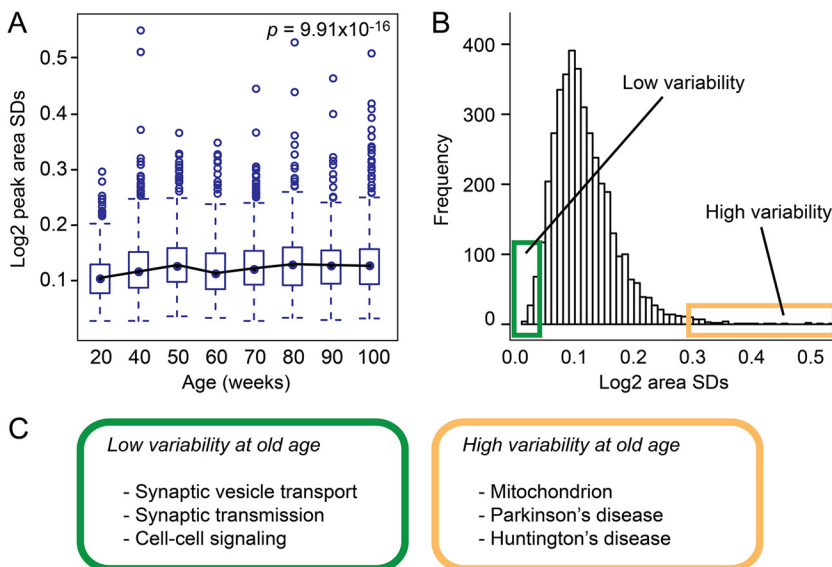 A
p = 9.91x10-16
Log2 peak area SDs
0.5
0.4
0.3
0.2
0.1
20 40 50 60 70 80 90 100
Age (weeks)
B
Frequency
400
300
200
100
0
Low variability
High variability
0.0 0.1 0.2 0.3 0.4 0.5
Log2 area SDs
C
Low variability at old age
- Synaptic vesicle transport
- Synaptic transmission
- Cell-cell signaling
High variability at old age
- Mitochondrion
- Parkinson's disease
- Huntington's disease